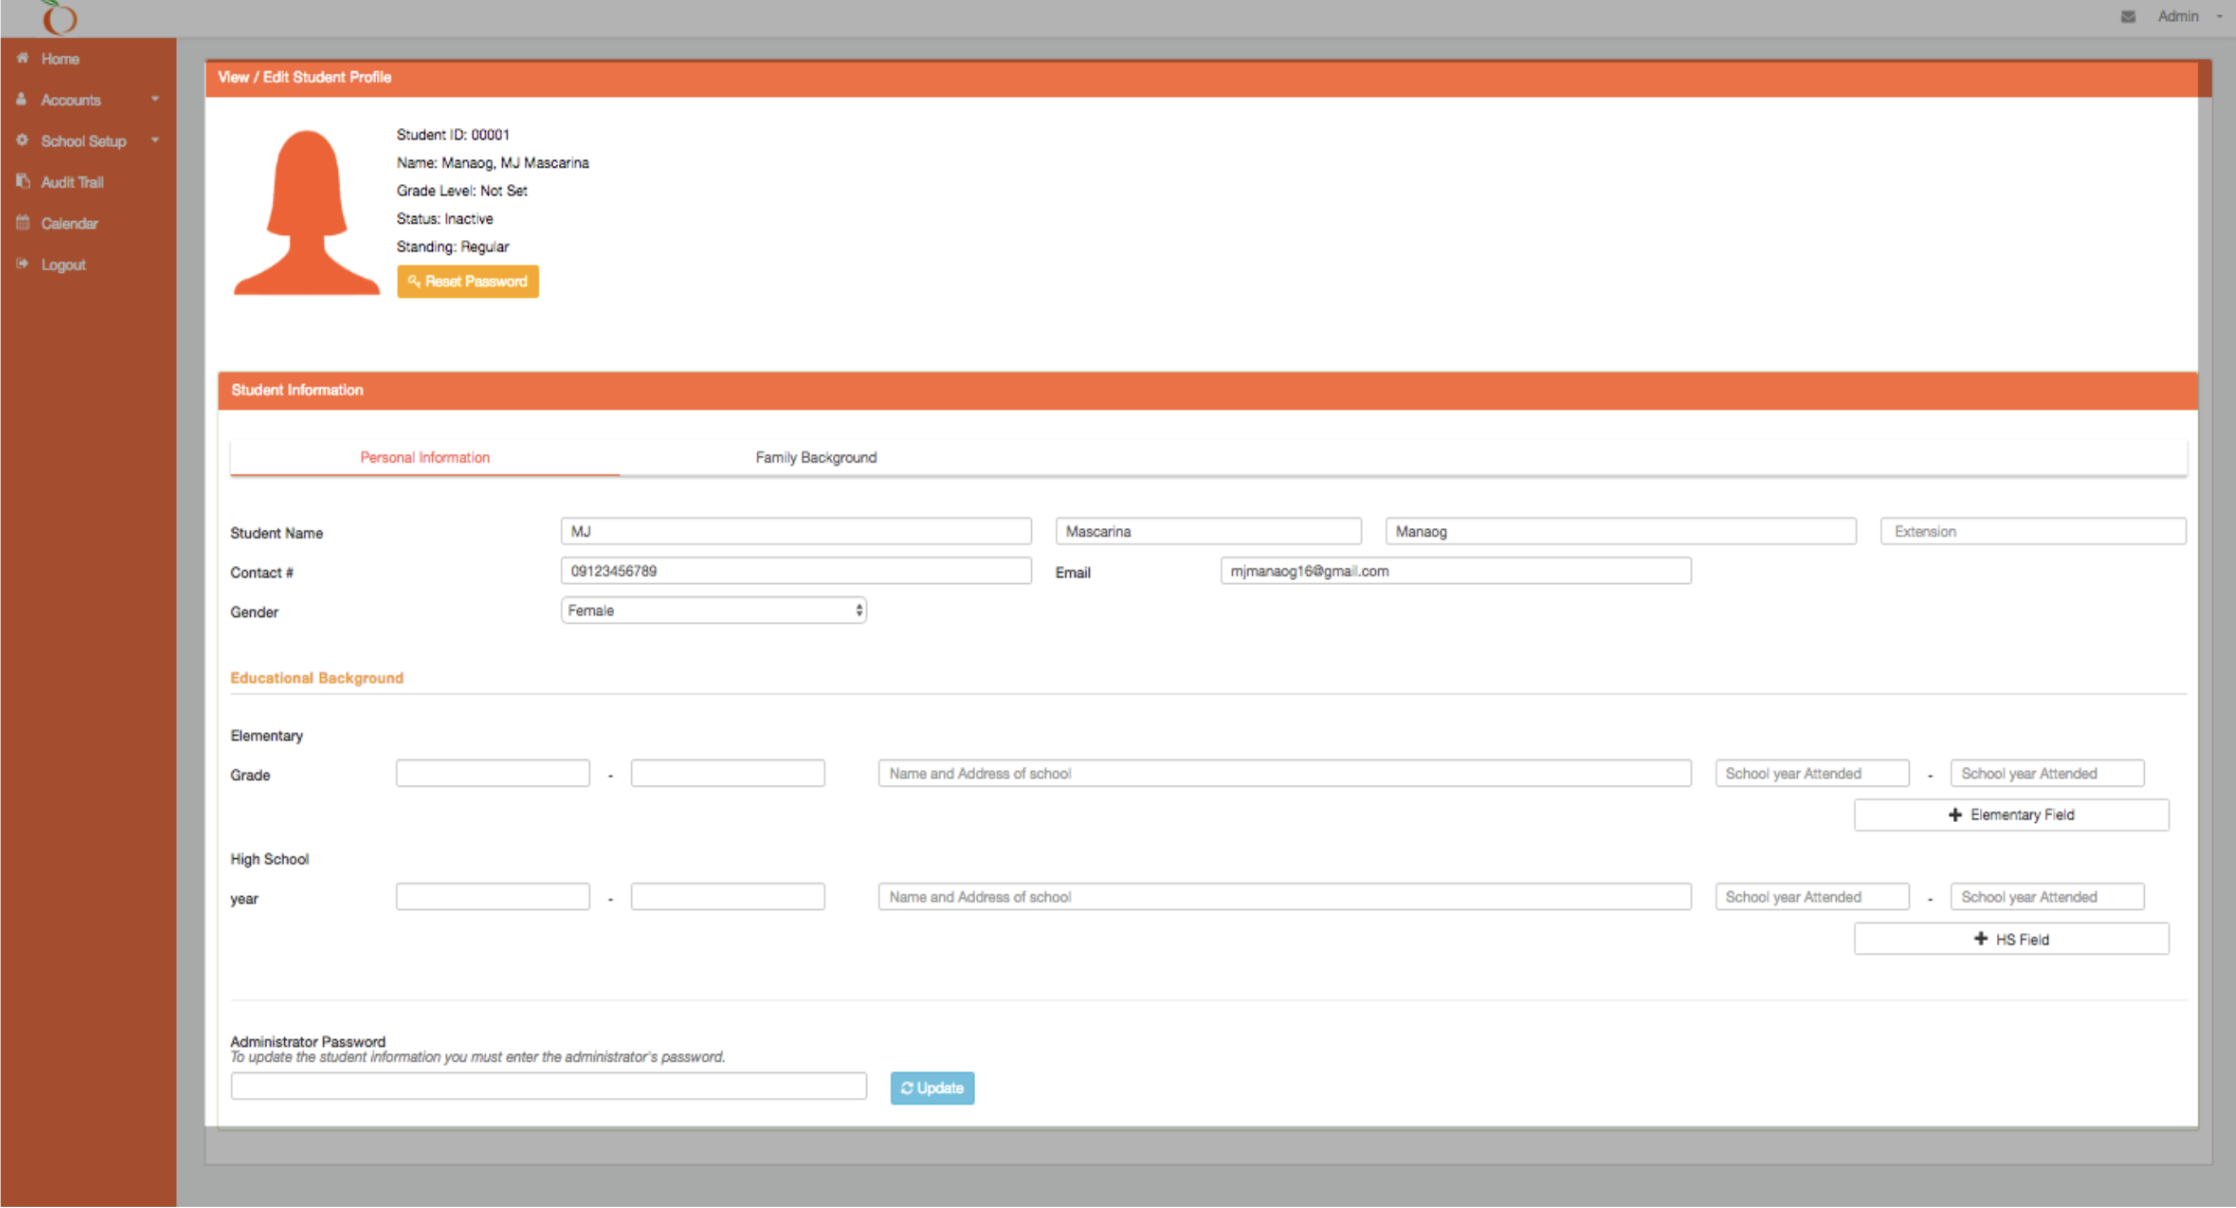 Admin
Home
Accounts
School Setup
Audit Trail
Calendar
Logout
View / Edit Student Profile
Student ID: 00001
Name: Manaog, MJ Mascarina
Grade Level: Not Set
Status: Inactive
Standing: Regular
Reset Password
Student Information
Personal Information Family Background
Student Name MJ Mascarina Manaog Extension
Contact # 09123456789 Email mjmanaog16@gmail.com
Gender Female
Educational Background
Elementary
Grade - Name and Address of school School year Attended - School year Attended
+ Elementary Field
High School
year - Name and Address of school School year Attended - School year Attended
+ HS Field
Administrator Password
To update the student information you must enter the administrator's password.
Update